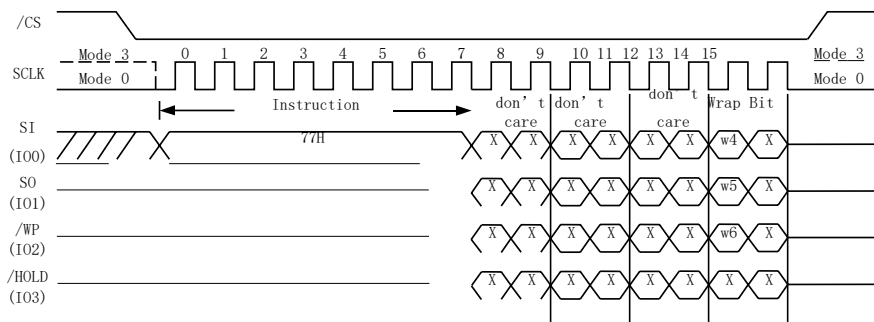 /CS
Mode 3 0 1 2 3 4 5 6 7 8 9 10 11 12 13 14 15 Mode 3
SCLK
Mode 0 Mode 0
Instruction don't don't don't Wrap Bit
care care care
SI
(IO0)
77H X X X X X X w4 X
SO
(IO1)
X X X X X X w5 X
/WP
(IO2)
X X X X X X w6 X
/HOLD
(IO3)
X X X X X X X X